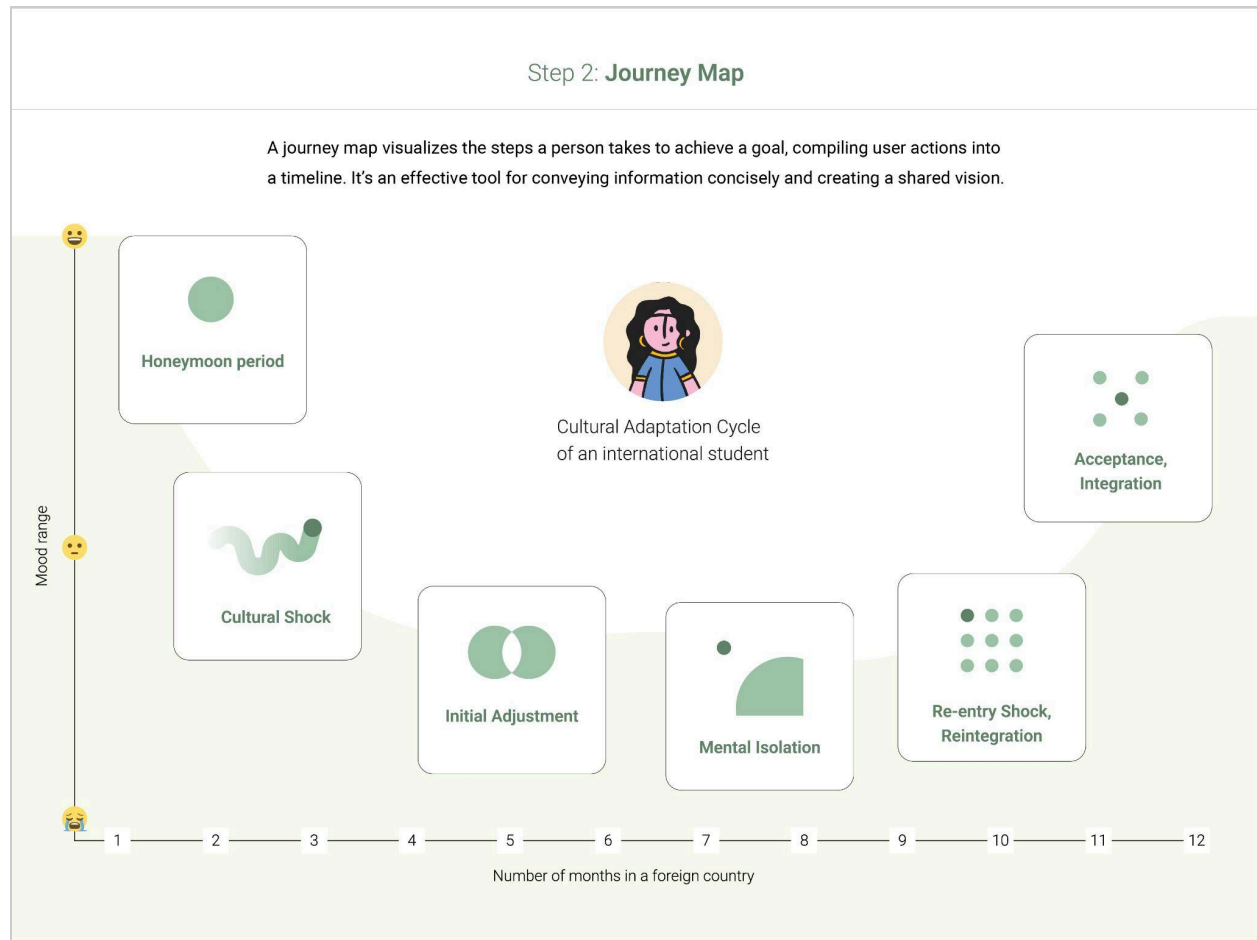 Step 2: Journey Map
A journey map visualizes the steps a person takes to achieve a goal, compiling user actions into
a timeline. It’s an effective tool for conveying information concisely and creating a shared vision.
Honeymoon period
Cultural Adaptation Cycle
of an international student
Acceptance,
Integration
Mood range
Cultural Shock
Initial Adjustment
Mental Isolation
Re-entry Shock,
Reintegration
1 2 3 4 5 6 7 8 9 10 11 12
Number of months in a foreign country